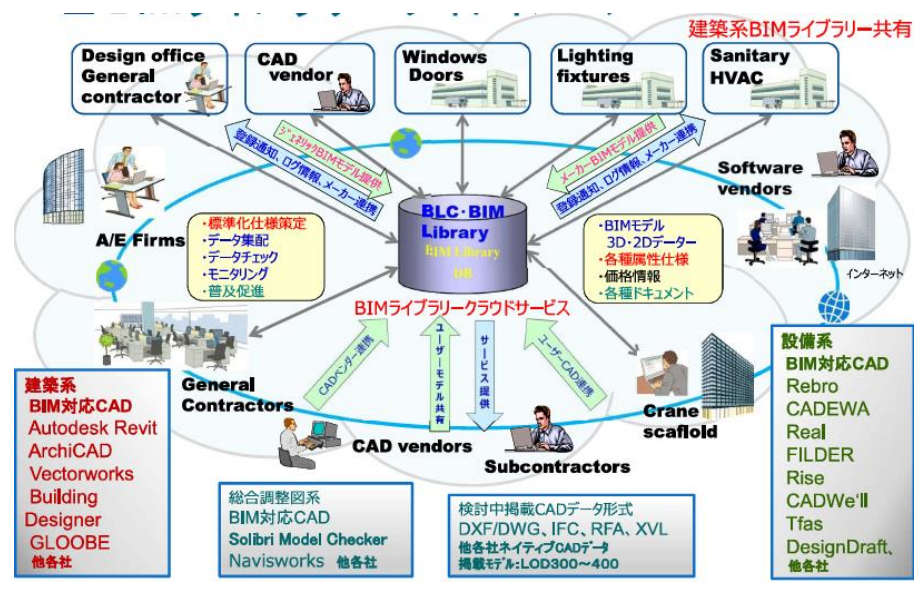 建築系BIMライブラリー共有
Design office
General
contractor
CAD
vendor
Windows
Doors
Lighting
fixtures
Sanitary
HVAC
ジェネリックBIMモデル提供
登録通知、ログ情報、メーカー連携
メーカーBIMモデル提供
登録通知、ログ情報、メーカー連携
Software
vendors
A/E Firms
・標準化仕様策定
・データ集配
・データチェック
・モニタリング
・普及促進
BLC・BIM
Library
BIM Library
DB
・BIMモデル
3D・2Dデーター
・各種属性仕様
・価格情報
・各種ドキュメント
インターネット
BIMライブラリークラウドサービス
CADベンダー連携
ユーザモデル共有
サービス提供
ユーザーCAD連携
General
Contractors
CAD vendors
Subcontractors
Crane
scaflold
建築系
BIM対応CAD
Autodesk Revit
ArchiCAD
Vectorworks
Building
Designer
GLOOBE
他各社
総合調整図系
BIM対応CAD
Solibri Model Checker
Navisworks 他各社
検討中掲載CADデータ形式
DXF/DWG、IFC、RFA、XVL
他各社ネイティブCADデータ
掲載モデル:LOD300～400
設備系
BIM対応CAD
Rebro
CADEWA
Real
FILDER
Rise
CADWe'll
Tfas
DesignDraft、
他各社